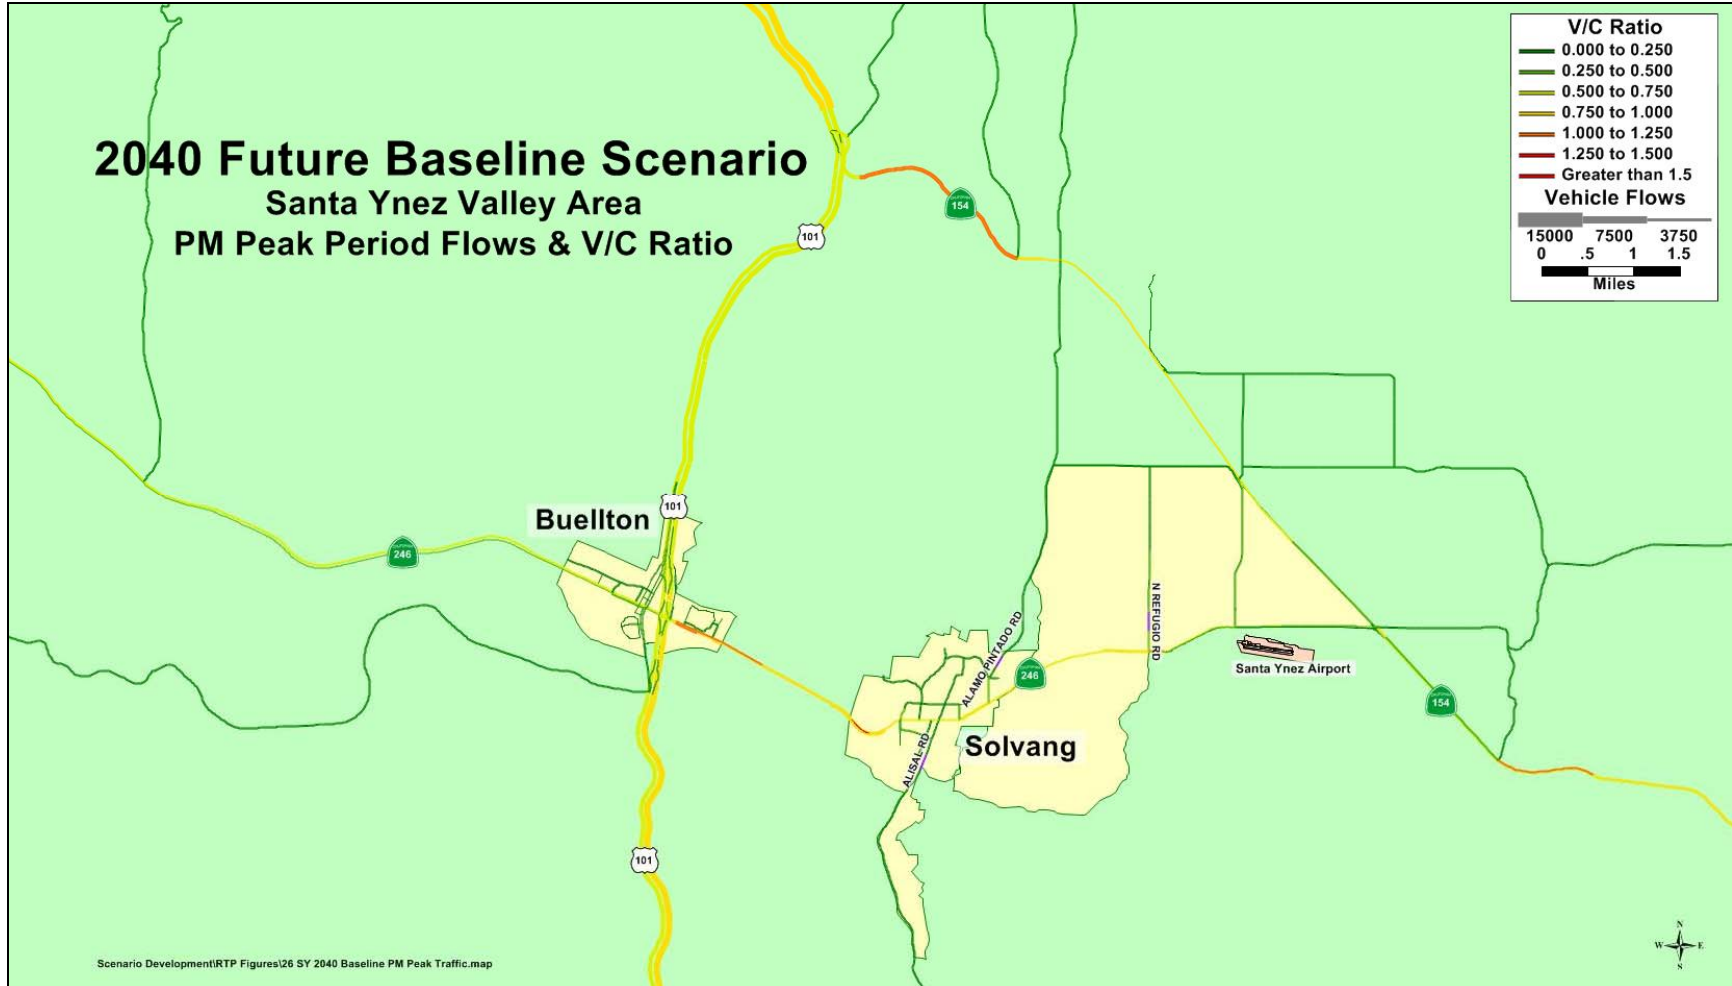 2040 Future Baseline Scenario
Santa Ynez Valley Area
PM Peak Period Flows & V/C Ratio
V/C Ratio
0.000 to 0.250
0.250 to 0.500
0.500 to 0.750
0.750 to 1.000
1.000 to 1.250
1.250 to 1.500
Greater than 1.5
Vehicle Flows
15000 7500 3750
0 .5 1 1.5
Miles
154
101
101
Buellton
246
N REFUGIO RD
ALAMO PINTADO RD
246
Santa Ynez Airport
154
Solvang
ALISAL RD
101
Scenario Development\RTP Figures\26 SY 2040 Baseline PM Peak Traffic.map
N
W E
S